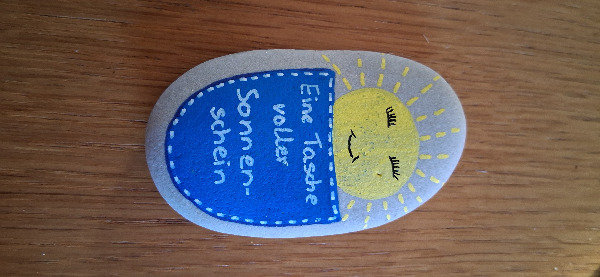 Eine Tasche
voller
Sonnen-
schein